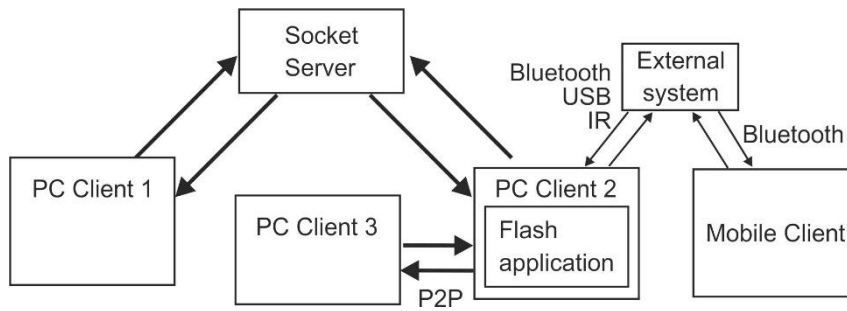 Socket
Server
Bluetooth
USB
IR
External
system
Bluetooth
PC Client 1
PC Client 3
P2P
PC Client 2
Flash
application
Mobile Client